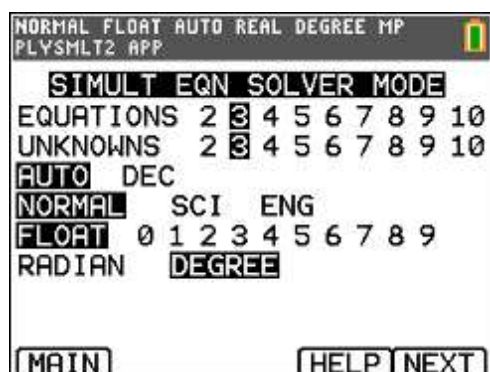 NORMAL FLOAT AUTO REAL DEGREE MP
PLYSMLT2 APP
SIMULT EQN SOLVER MODE
EQUATIONS 2 3 4 5 6 7 8 9 10
UNKNOWNS 2 3 4 5 6 7 8 9 10
AUTO DEC
NORMAL SCI ENG
FLOAT 0 1 2 3 4 5 6 7 8 9
RADIAN DEGREE
MAIN HELP NEXT